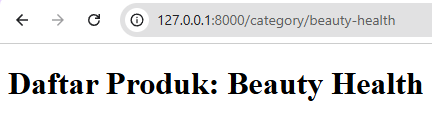 127.0.0.1:8000/category/beauty-health
Daftar Produk: Beauty Health